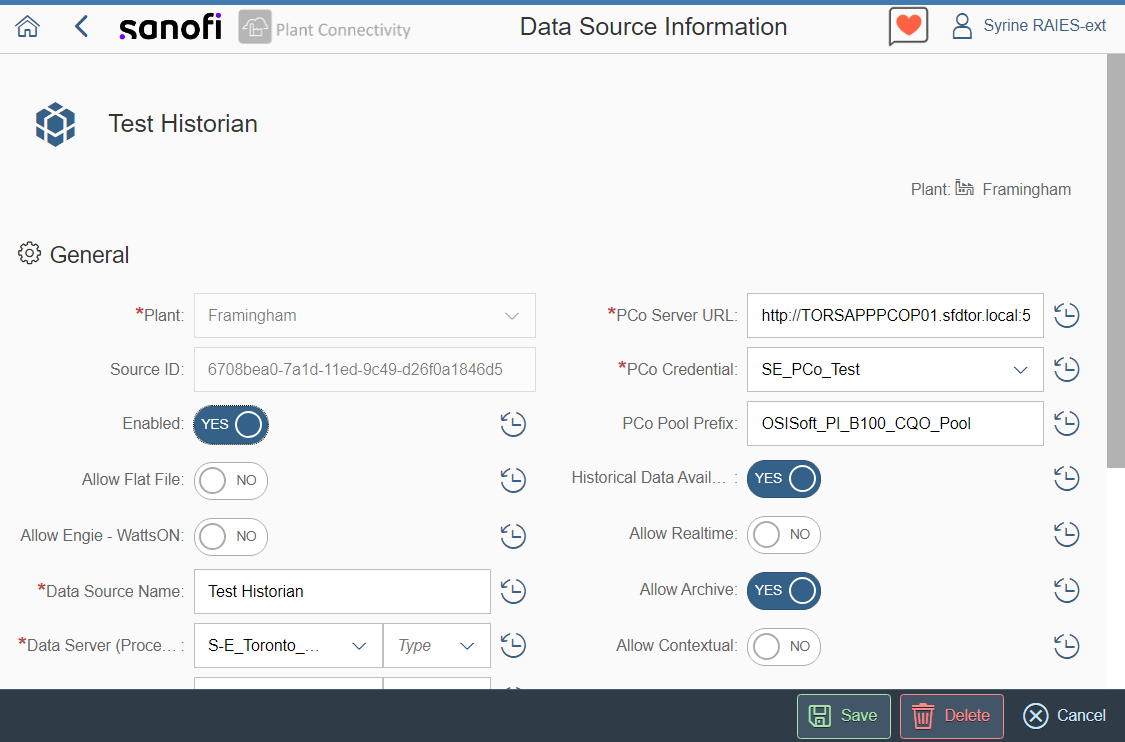 sanofi Plant Connectivity Data Source Information Syrine RAIES-ext
Test Historian
Plant: Framingham
General
*Plant: Framingham
*PCo Server URL: http://TORSAPPPCOP01.sfdtor.local:5
Source ID: 6708bea0-7a1d-11ed-9c49-d26f0a1846d5
*PCo Credential: SE_PCo_Test
Enabled: YES
PCo Pool Prefix: OSISoft_PI_B100_CQO_Pool
Allow Flat File: NO
Historical Data Avail... : YES
Allow Engie - WattsON: NO
Allow Realtime: NO
*Data Source Name: Test Historian
Allow Archive: YES
*Data Server (Proce... : S-E_Toronto_... Type
Allow Contextual: NO
Save Delete Cancel